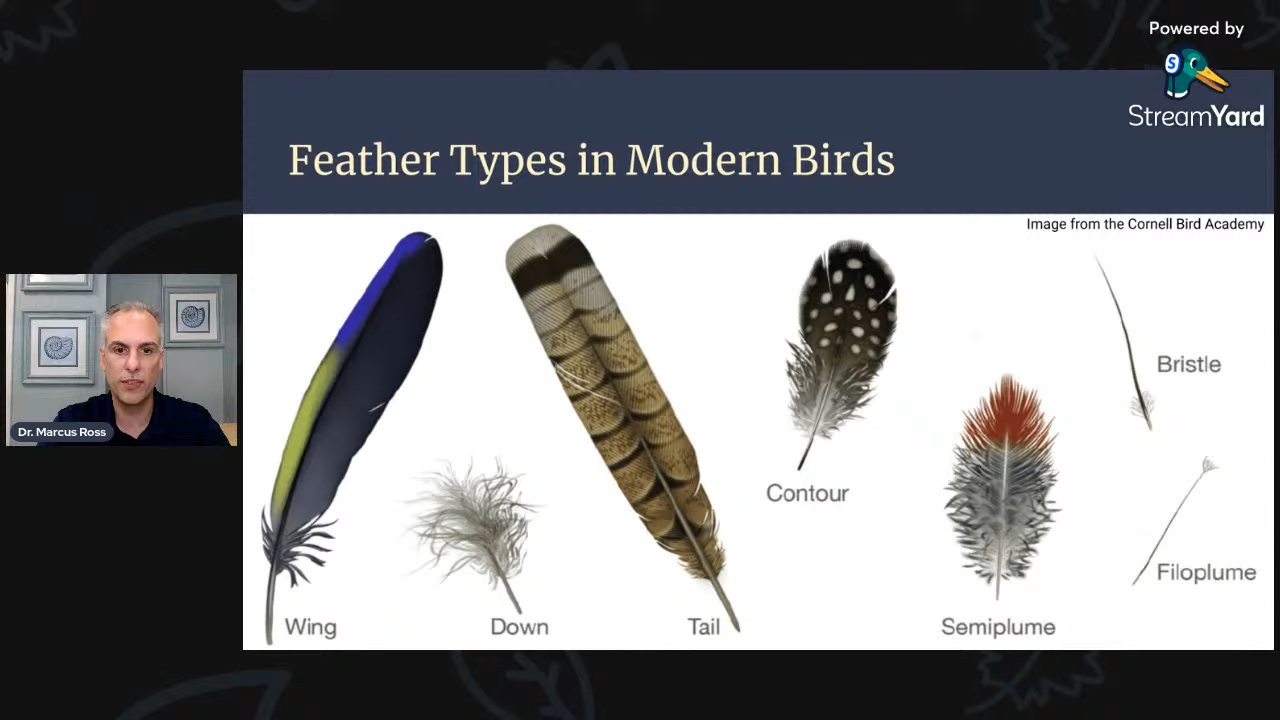 Powered by
S
StreamYard
Feather Types in Modern Birds
Image from the Cornell Bird Academy
Bristle
Dr. Marcus Ross
Contour
Filoplume
Wing
Down
Tail
Semiplume